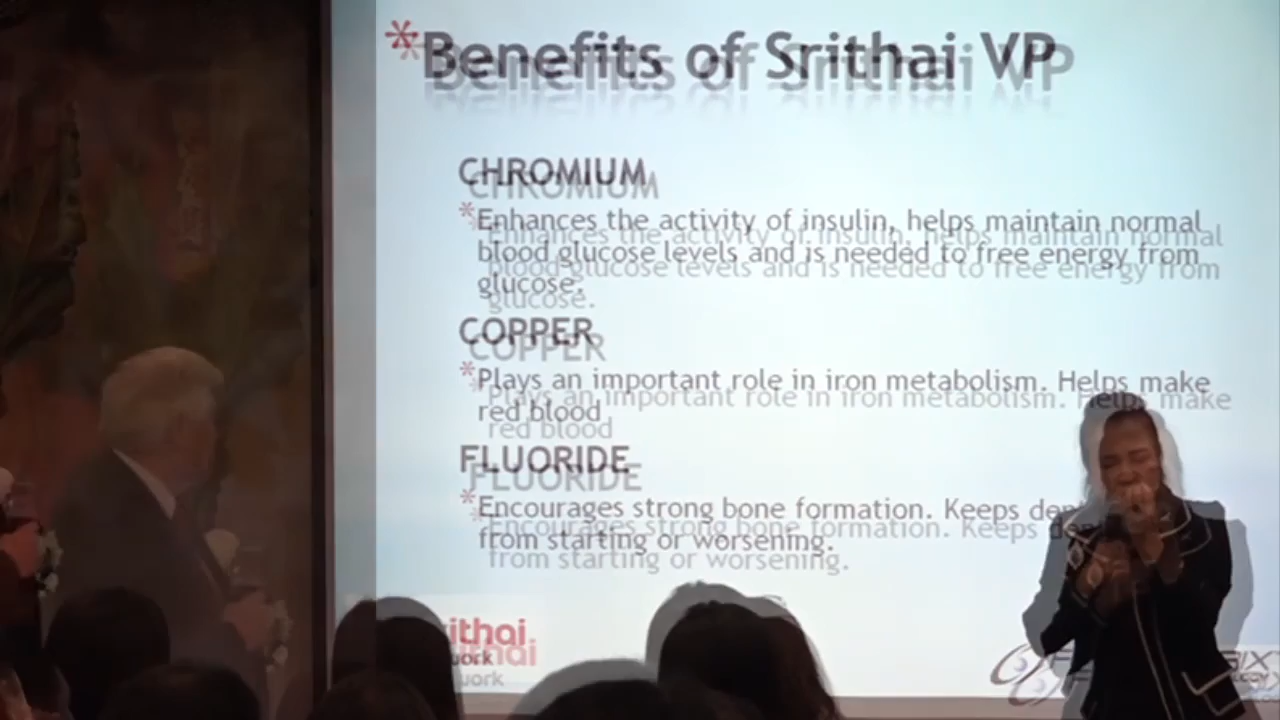 *Benefits of Srithai VP
CHROMIUM
*Enhances the activity of insulin, helps maintain normal
blood glucose levels and is needed to free energy from
glucose.
COPPER
*Plays an important role in iron metabolism. Helps make
red blood
FLUORIDE
*Encourages strong bone formation. Keeps
from starting or worsening.